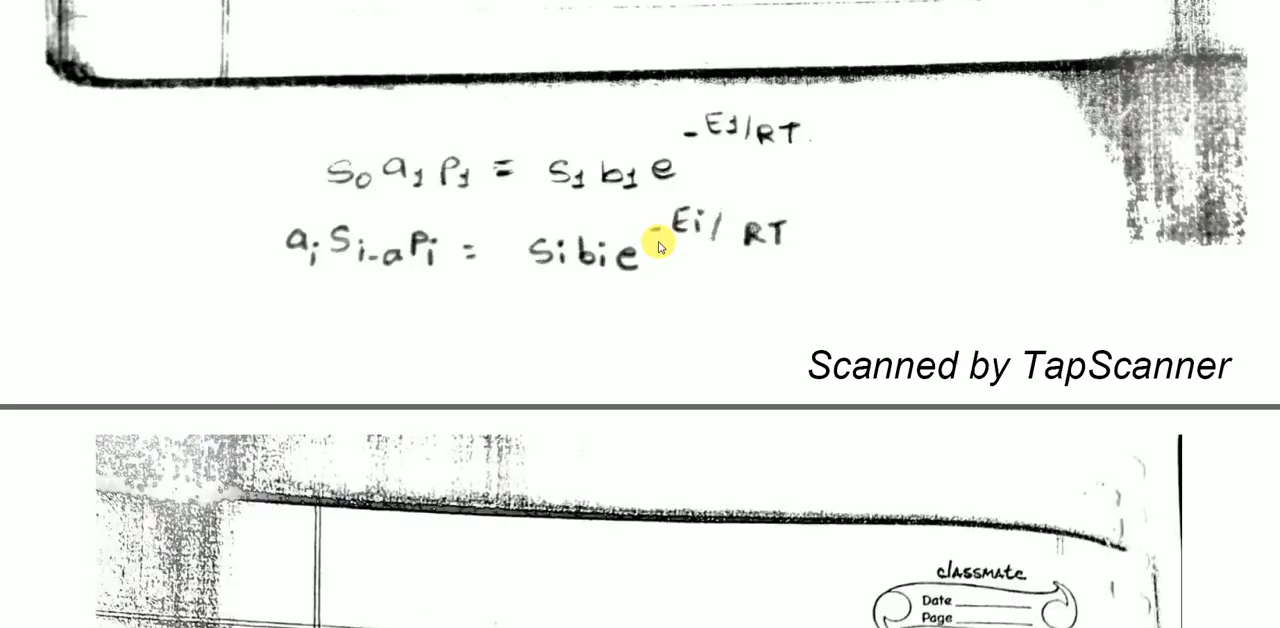 S₀ a₁ P₁ = S₁ b₁ e^-E1/RT.
aᵢ Sᵢ₋ₐ Pᵢ = Si bi e^-Ei/RT
Scanned by TapScanner
classmate
Date
Page